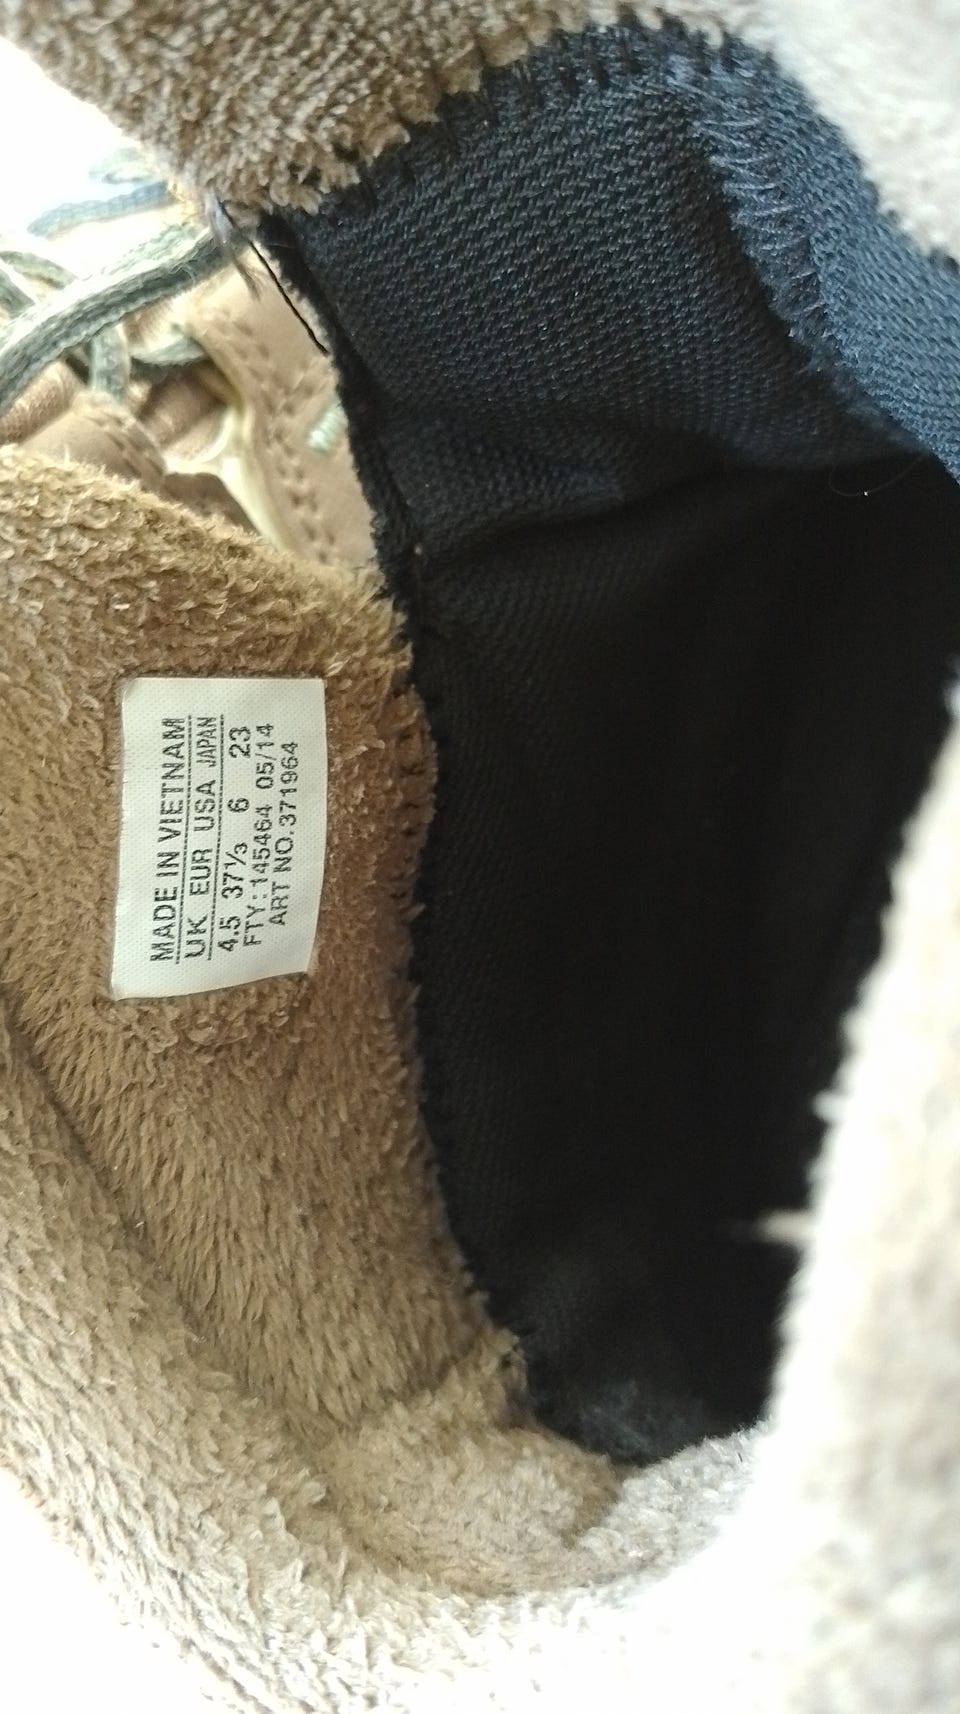 MADE IN VIETNAM
UK EUR USA JAPAN
4.5 37⅓ 6 23
FTY: 145464 05/14
ART NO. 371964